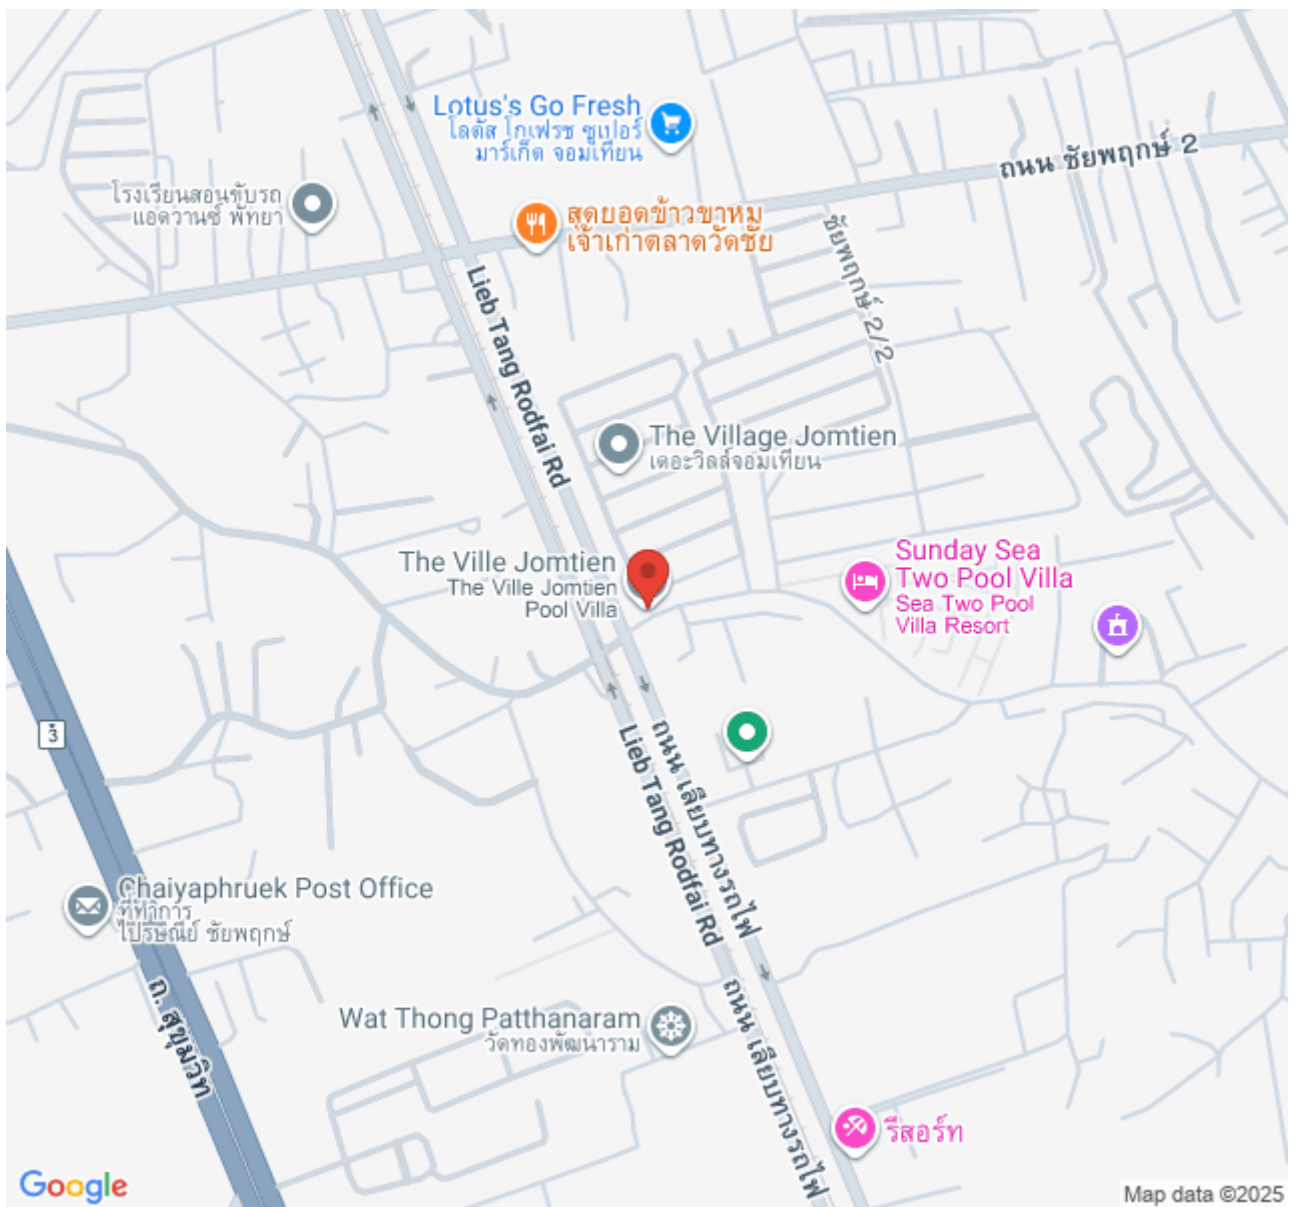 Lotus's Go Fresh
โลตัส โกเฟรช ซูเปอร์
มาร์เก็ต จอมเทียน
ถนน ชัยพฤกษ์ 2
โรงเรียนสอนขับรถ
แอดวานซ์ พัทยา
สุดยอดข้าวขาหมู
เจ้าเก่าตลาดวัดชัย
ชัยพฤกษ์ 2/2
Lieb Tang Rodfai Rd
The Village Jomtien
เดอะวิลล์จอมเทียน
The Ville Jomtien
The Ville Jomtien
Pool Villa
Sunday Sea
Two Pool Villa
Sea Two Pool
Villa Resort
3
ถนน เลียบทางรถไฟ
Lieb Tang Rodfai Rd
Chaiyaphruek Post Office
ที่ทำการ
ไปรษณีย์ ชัยพฤกษ์
ถ. สุขุมวิท
Wat Thong Patthanaram
วัดทองพัฒนาราม
ถนน เลียบทางรถไฟ
รีสอร์ท
Google
Map data ©2025